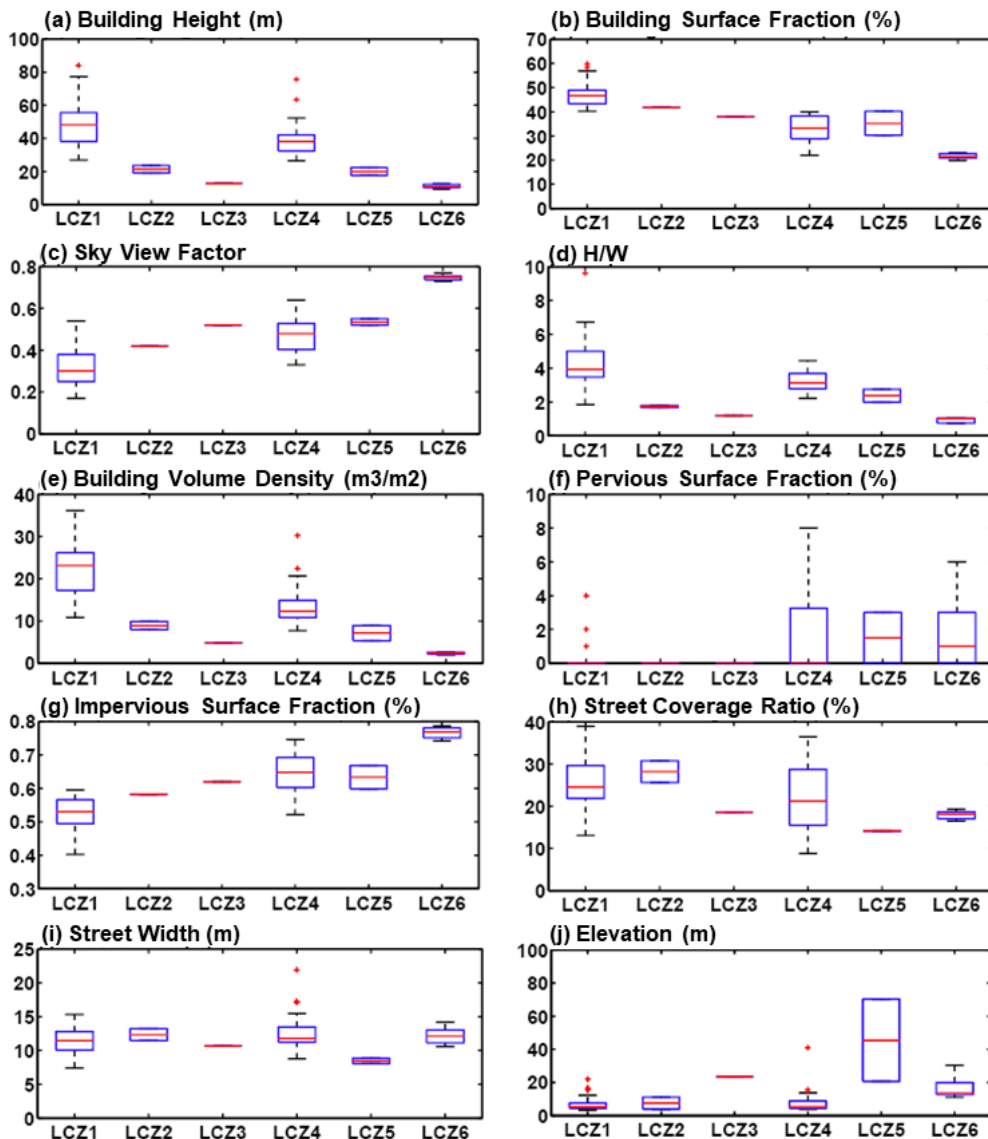 (a) Building Height (m)
100
80
60
40
20
0
LCZ1 LCZ2 LCZ3 LCZ4 LCZ5 LCZ6
(b) Building Surface Fraction (%)
70
60
50
40
30
20
10
0
LCZ1 LCZ2 LCZ3 LCZ4 LCZ5 LCZ6
(c) Sky View Factor
0.8
0.6
0.4
0.2
0
LCZ1 LCZ2 LCZ3 LCZ4 LCZ5 LCZ6
(d) H/W
10
8
6
4
2
0
LCZ1 LCZ2 LCZ3 LCZ4 LCZ5 LCZ6
(e) Building Volume Density (m3/m2)
40
30
20
10
0
LCZ1 LCZ2 LCZ3 LCZ4 LCZ5 LCZ6
(f) Pervious Surface Fraction (%)
10
8
6
4
2
0
LCZ1 LCZ2 LCZ3 LCZ4 LCZ5 LCZ6
(g) Impervious Surface Fraction (%)
0.8
0.7
0.6
0.5
0.4
0.3
LCZ1 LCZ2 LCZ3 LCZ4 LCZ5 LCZ6
(h) Street Coverage Ratio (%)
40
30
20
10
0
LCZ1 LCZ2 LCZ3 LCZ4 LCZ5 LCZ6
(i) Street Width (m)
25
20
15
10
5
0
LCZ1 LCZ2 LCZ3 LCZ4 LCZ5 LCZ6
(j) Elevation (m)
100
80
60
40
20
0
LCZ1 LCZ2 LCZ3 LCZ4 LCZ5 LCZ6